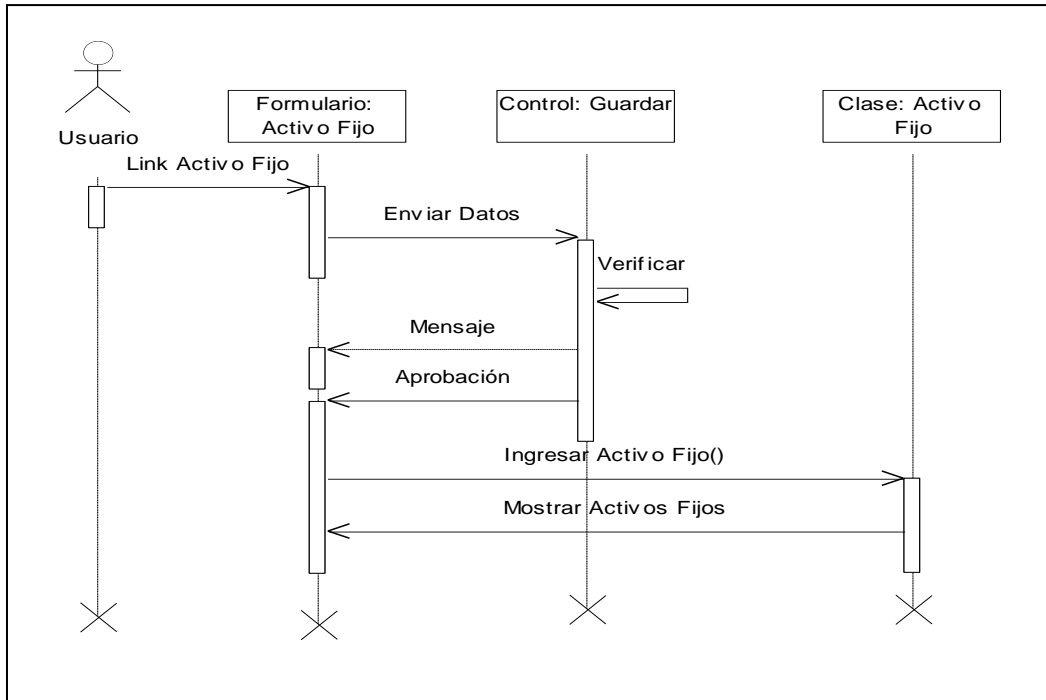 Usuario
Formulario:
Activo Fijo
Control: Guardar
Clase: Activo
Fijo
Link Activo Fijo
Enviar Datos
Verificar
Mensaje
Aprobación
Ingresar Activo Fijo()
Mostrar Activos Fijos